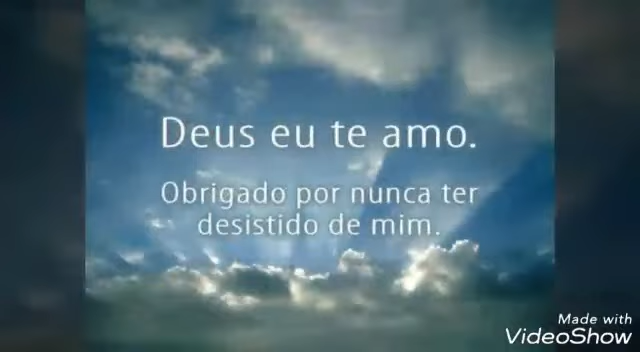 Deus eu te amo.
Obrigado por nunca ter
desistido de mim.
Made with
VideoShow